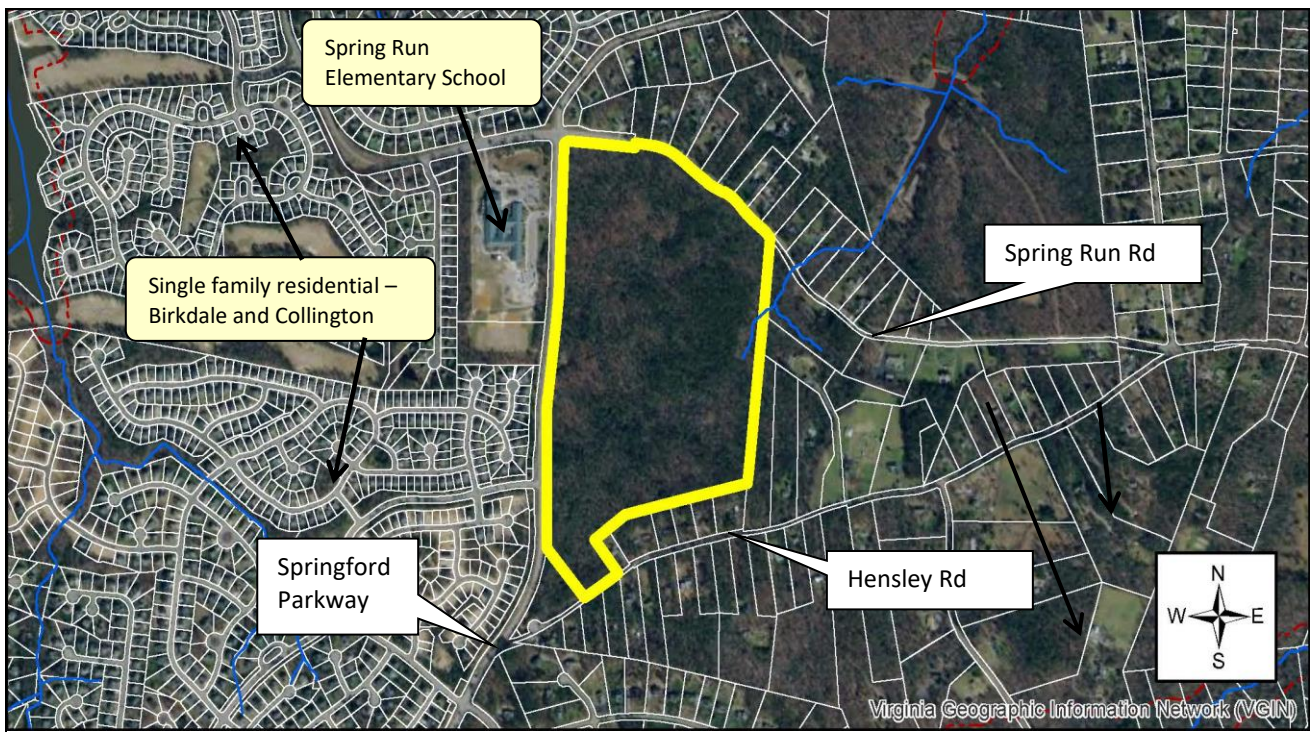 Spring Run
Elementary School
Spring Run Rd
Single family residential –
Birkdale and Collington
Springford
Parkway
Hensley Rd
N
W
E
S
Virginia Geographic Information Network (VGIN)